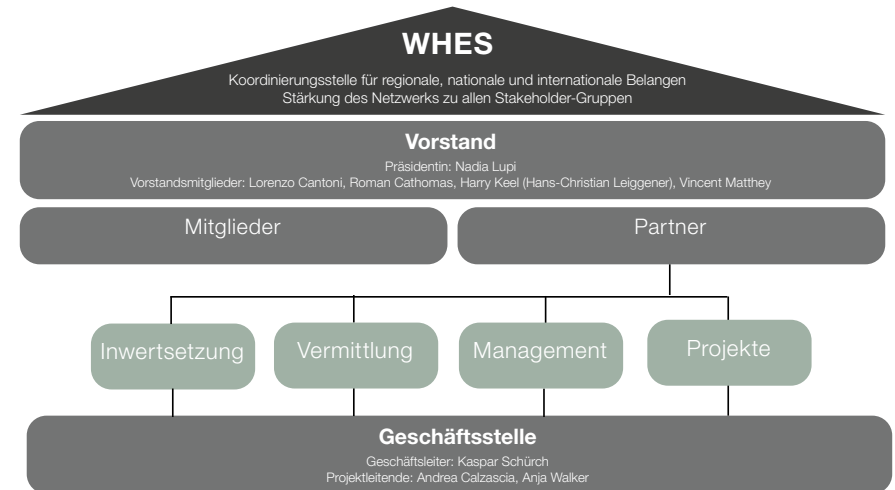 WHES
Koordinierungsstelle für regionale, nationale und internationale Belangen
Stärkung des Netzwerks zu allen Stakeholder-Gruppen
Vorstand
Präsidentin: Nadia Lupi
Vorstandsmitglieder: Lorenzo Cantoni, Roman Cathomas, Harry Keel (Hans-Christian Leiggener), Vincent Matthey
Mitglieder
Partner
Inwertsetzung
Vermittlung
Management
Projekte
Geschäftsstelle
Geschäftsleiter: Kaspar Schürch
Projektleitende: Andrea Calzascia, Anja Walker